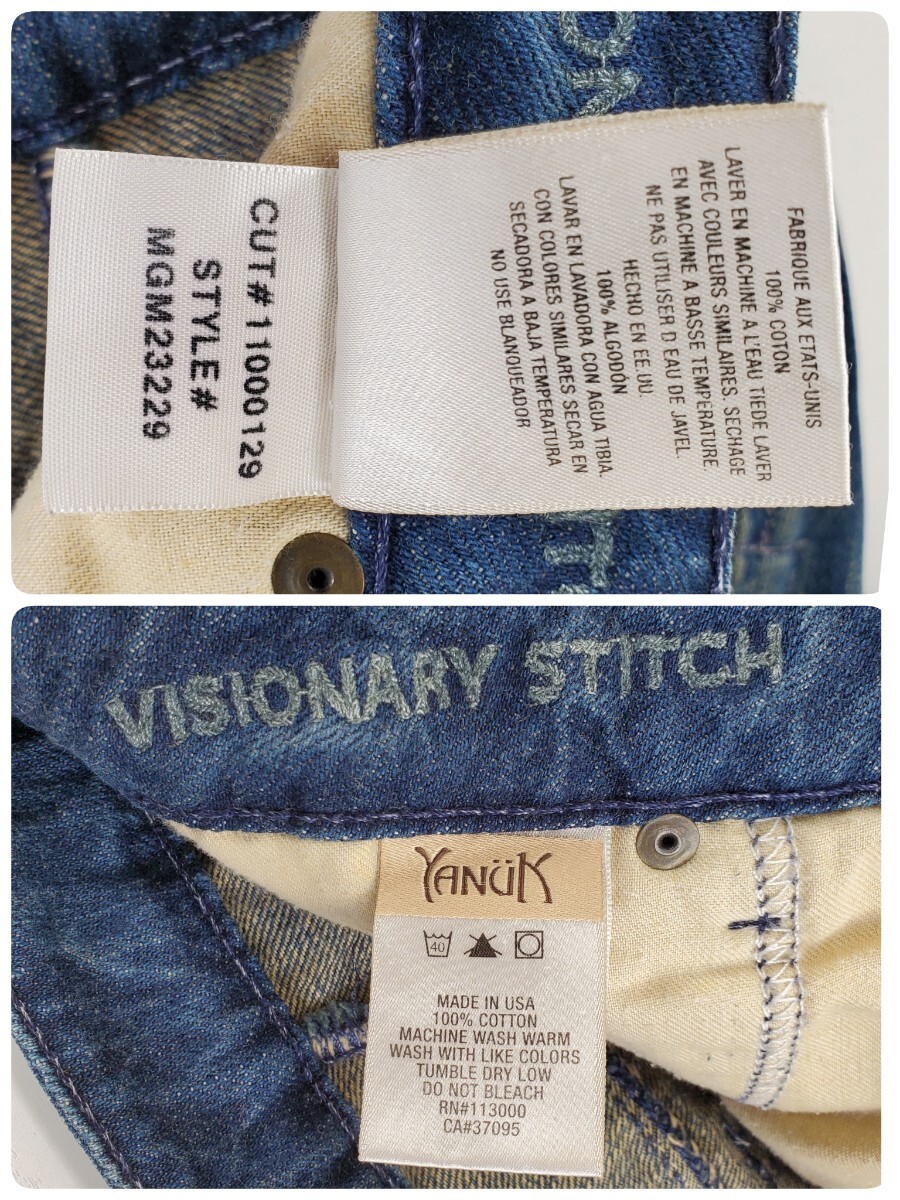 CUT# 11000129
STYLE#
MGM23229
FABRIQUE AUX ETATS-UNIS
100% COTON
LAVER EN MACHINE A L'EAU TIEDE LAVER
AVEC COULEURS SIMILAIRES. SECHAGE
EN MACHINE A BASSE TEMPERATURE
NE PAS UTILISER D EAU DE JAVEL.
HECHO EN EE.UU.
100% ALGODÓN
LAVAR EN LAVADORA CON AGUA TIBIA.
CON COLORES SIMILARES SECAR EN
SECADORA A BAJA TEMPERATURA
NO USE BLANQUEADOR
VISIONARY STITCH
YANÜK
40
MADE IN USA
100% COTTON
MACHINE WASH WARM
WASH WITH LIKE COLORS
TUMBLE DRY LOW
DO NOT BLEACH
RN#113000
CA#37095